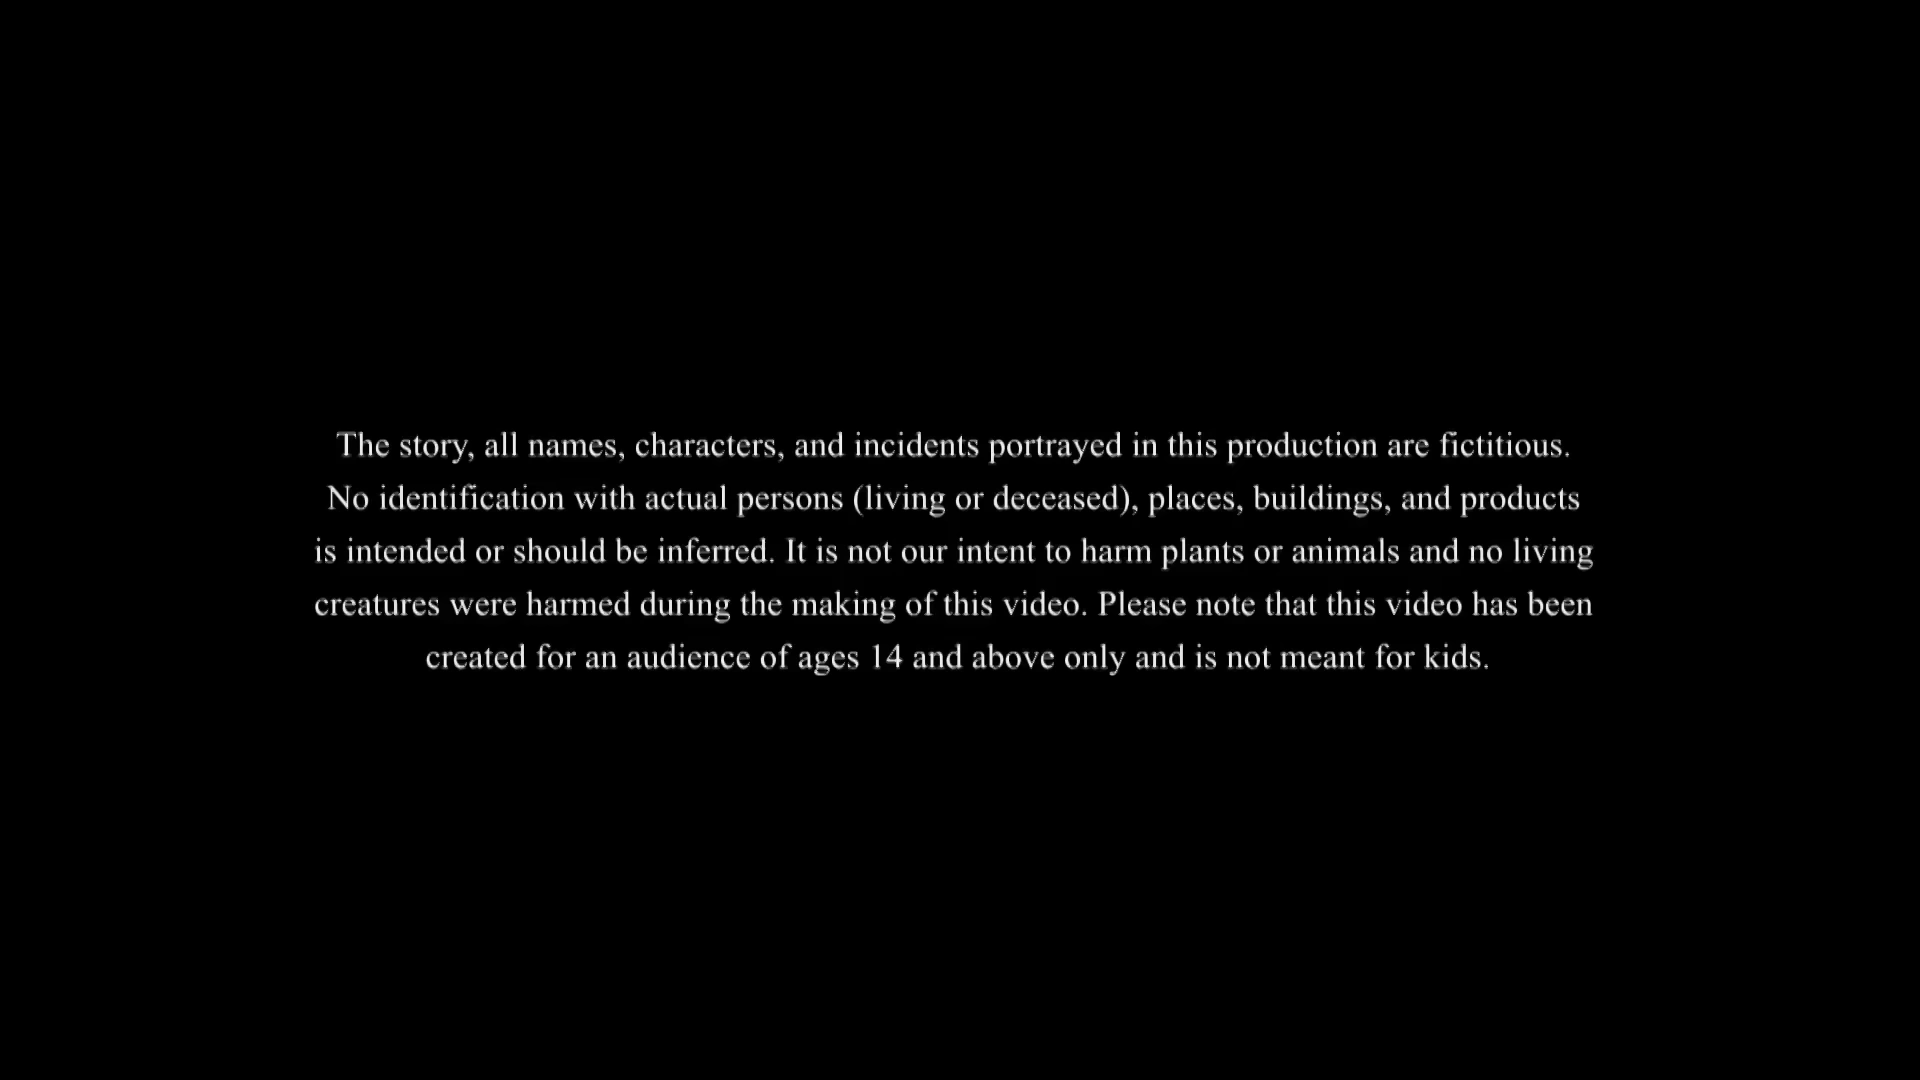 The story, all names, characters, and incidents portrayed in this production are fictitious.
No identification with actual persons (living or deceased), places, buildings, and products
is intended or should be inferred. It is not our intent to harm plants or animals and no living
creatures were harmed during the making of this video. Please note that this video has been
created for an audience of ages 14 and above only and is not meant for kids.